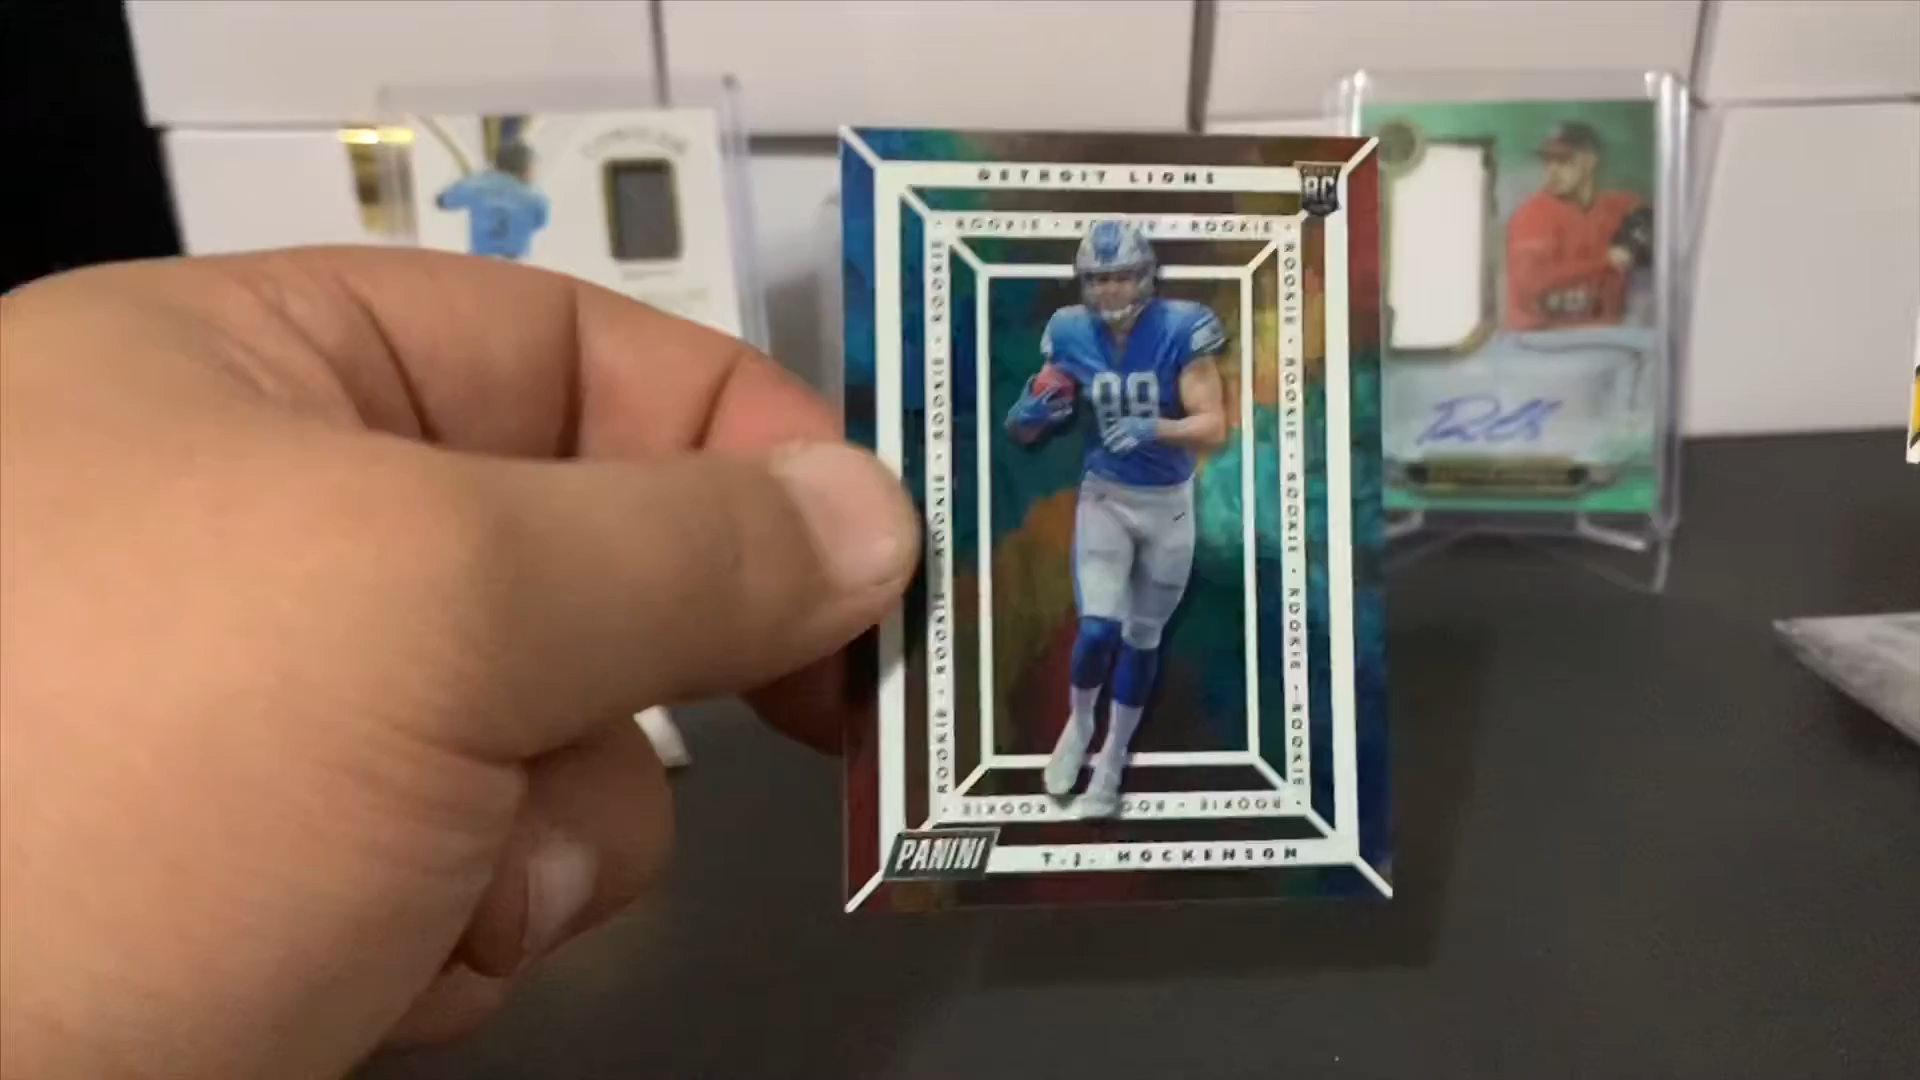 DETROIT LIONS
RC
ROOKIE • ROOKIE • ROOKIE
ROOKIE • ROOKIE • ROOKIE • ROOKIE • ROOKIE
88
ROOKIE • ROOKIE • ROOKIE • ROOKIE • ROOKIE
ROOKIE • ROOKIE • ROOKIE
PANINI
T.J. HOCKENSON